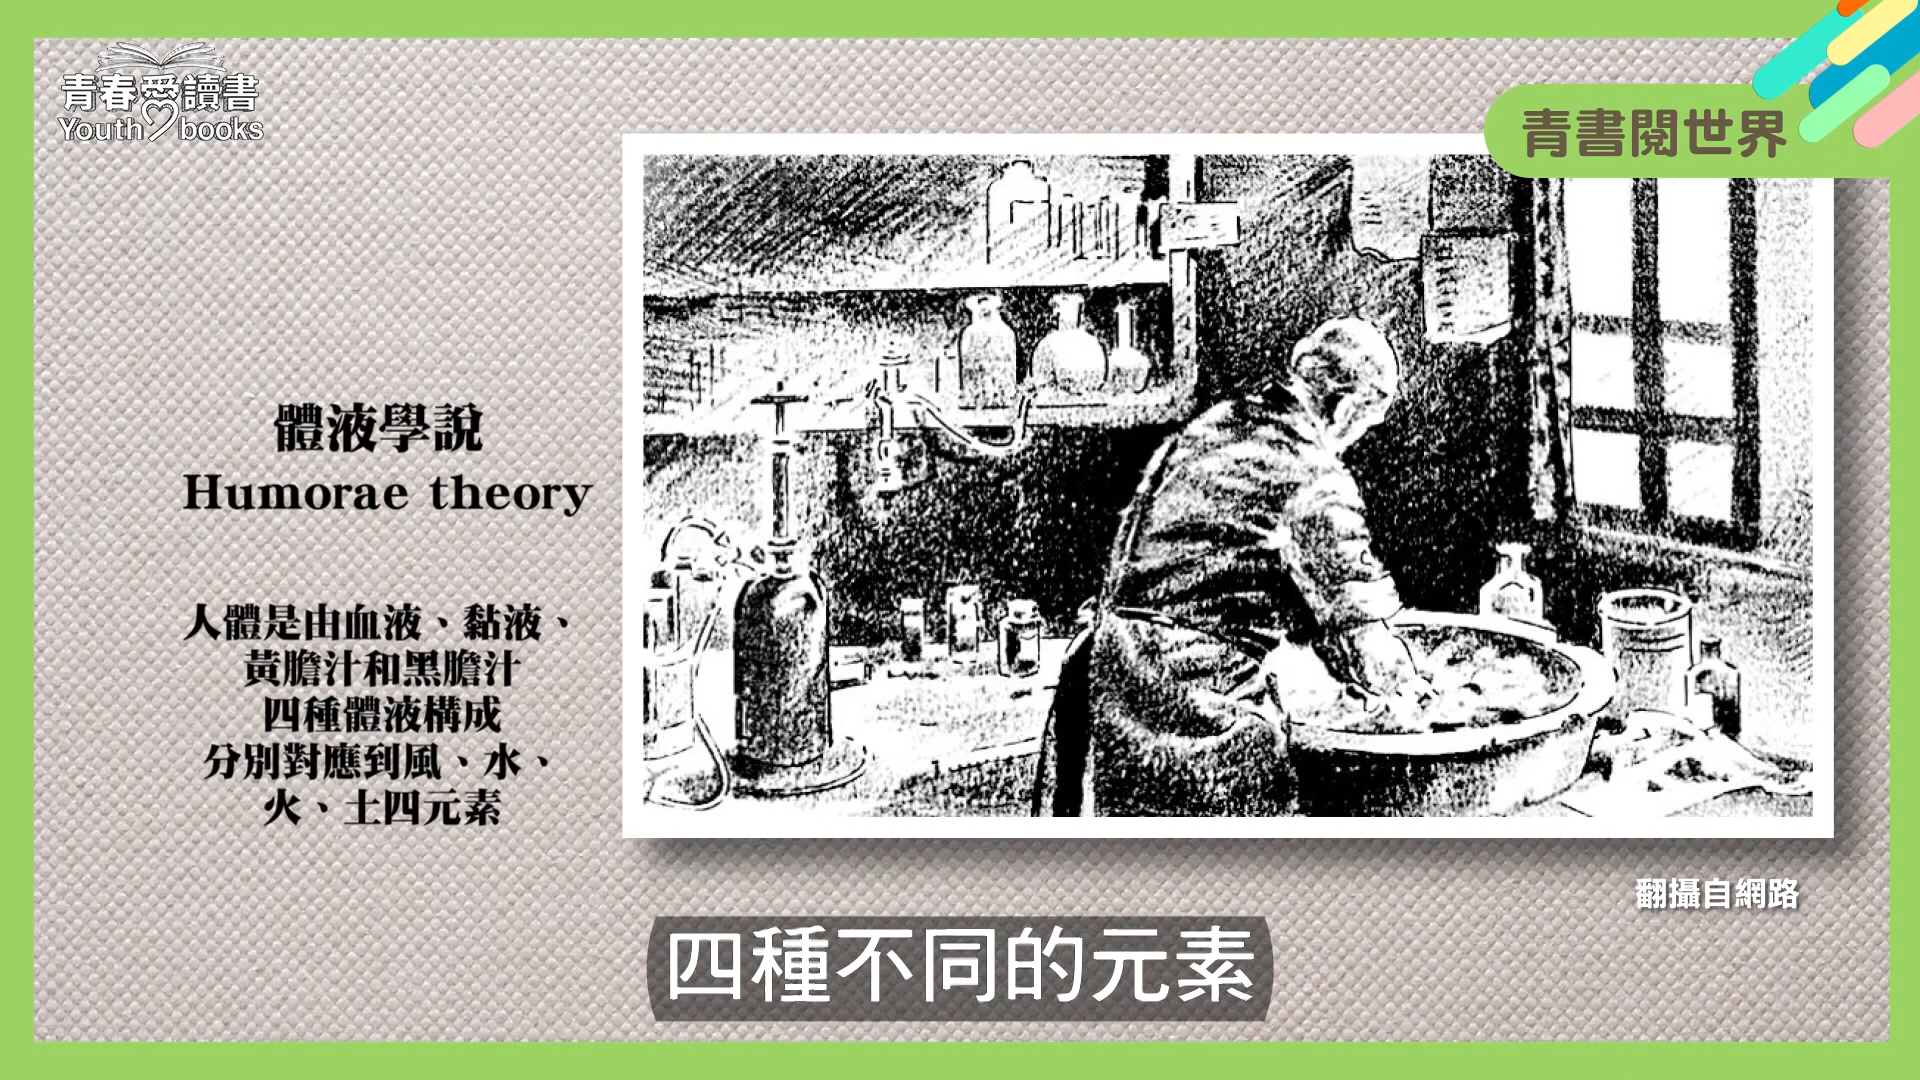 青春愛讀書
Youth books
青書閱世界
體液學說
Humorae theory
人體是由血液、黏液、
黃膽汁和黑膽汁
四種體液構成
分別對應到風、水、
火、土四元素
翻攝自網路
四種不同的元素